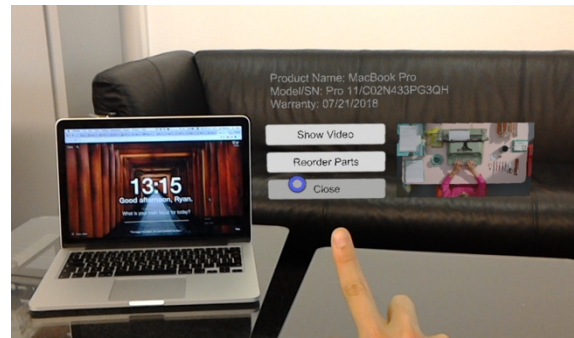 Product Name: MacBook Pro
Model/SN: Pro 11/C02N433PG3QH
Warranty: 07/21/2018
Show Video
Reorder Parts
Close
13:15
Good afternoon, Ryan.
What is your main focus for today?